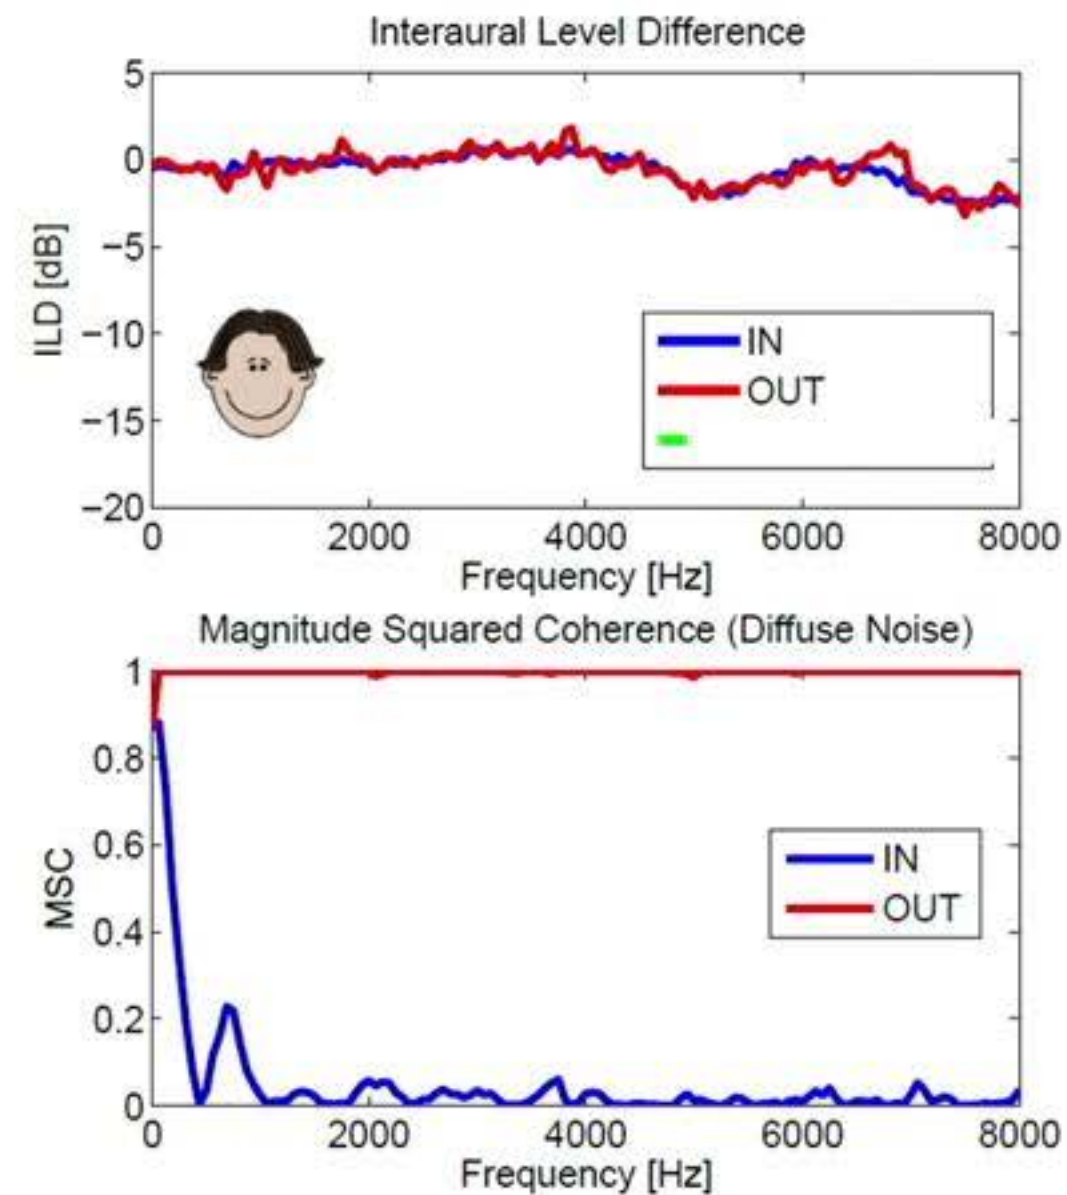 Interaural Level Difference
5
0
−5
−10
−15
−20
ILD [dB]
IN
OUT
0 2000 4000 6000 8000
Frequency [Hz]
Magnitude Squared Coherence (Diffuse Noise)
1
0.8
0.6
0.4
0.2
0
MSC
IN
OUT
0 2000 4000 6000 8000
Frequency [Hz]